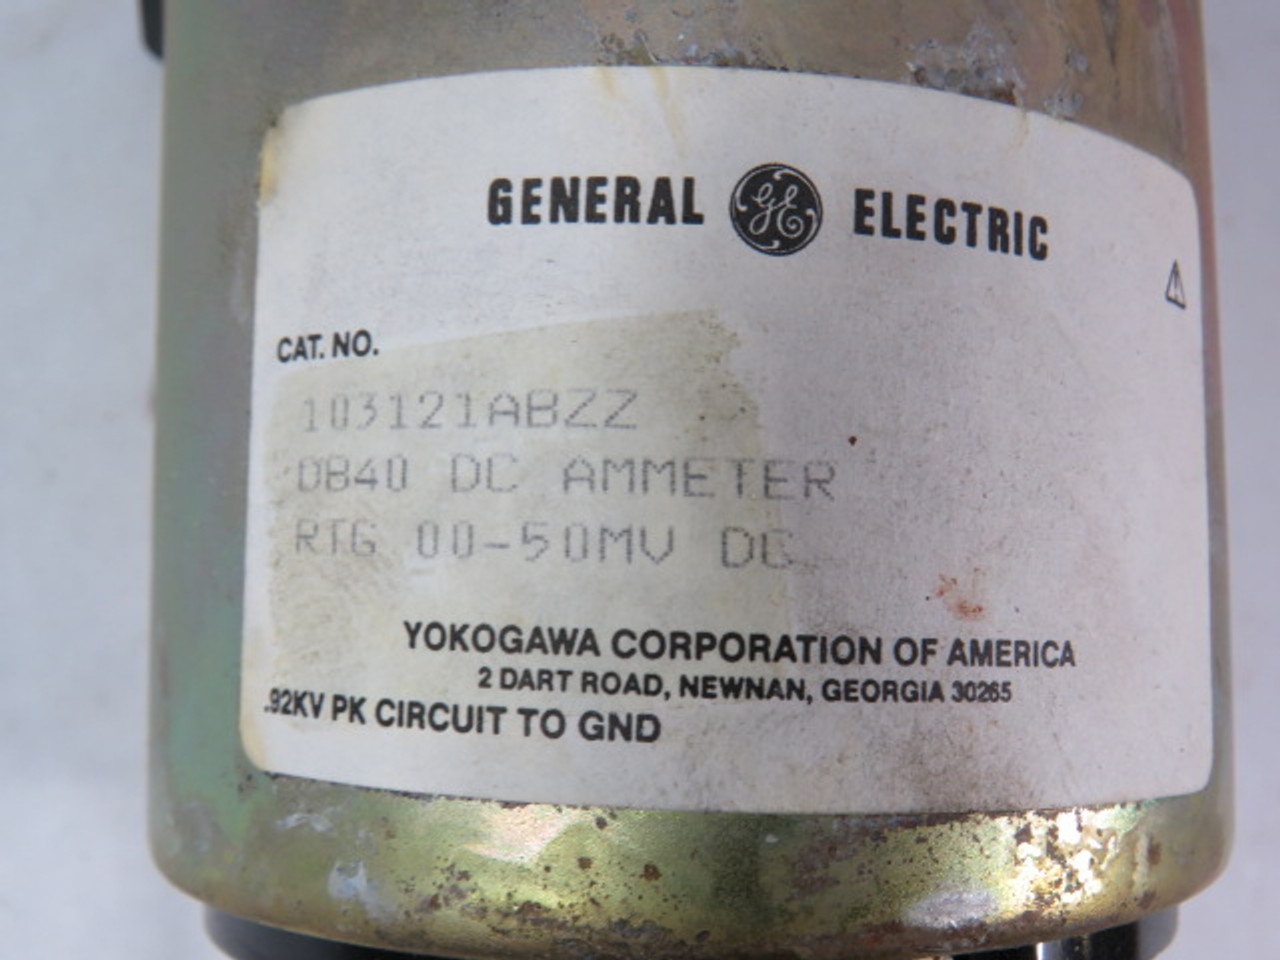 GENERAL GE ELECTRIC
CAT. NO.
103121ABZZ
DB40 DC AMMETER
RTG 00-50MV DC
YOKOGAWA CORPORATION OF AMERICA
2 DART ROAD, NEWNAN, GEORGIA 30265
.92KV PK CIRCUIT TO GND